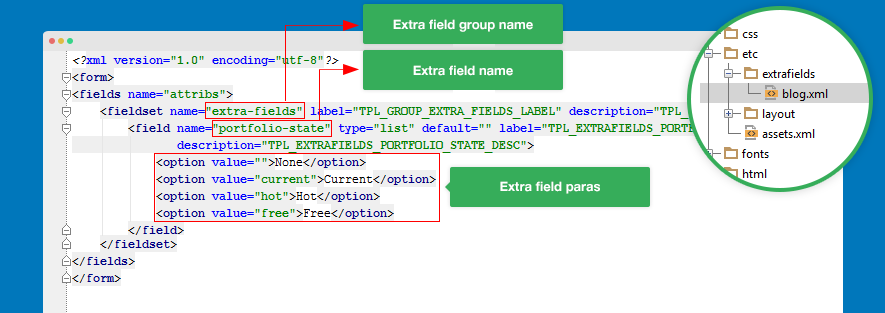 Extra field group name
Extra field name
<?xml version="1.0" encoding="utf-8"?>
<form>
<fields name="attribs">
<fieldset name="extra-fields" label="TPL_GROUP_EXTRA_FIELDS_LABEL" description="TPL_
<field name="portfolio-state" type="list" default="" label="TPL_EXTRAFIELDS_PORT
description="TPL_EXTRAFIELDS_PORTFOLIO_STATE_DESC">
<option value="">None</option>
<option value="current">Current</option>
<option value="hot">Hot</option>
<option value="free">Free</option>
</field>
</fieldset>
</fields>
</form>
Extra field paras
css
etc
extrafields
blog.xml
layout
assets.xml
fonts
html